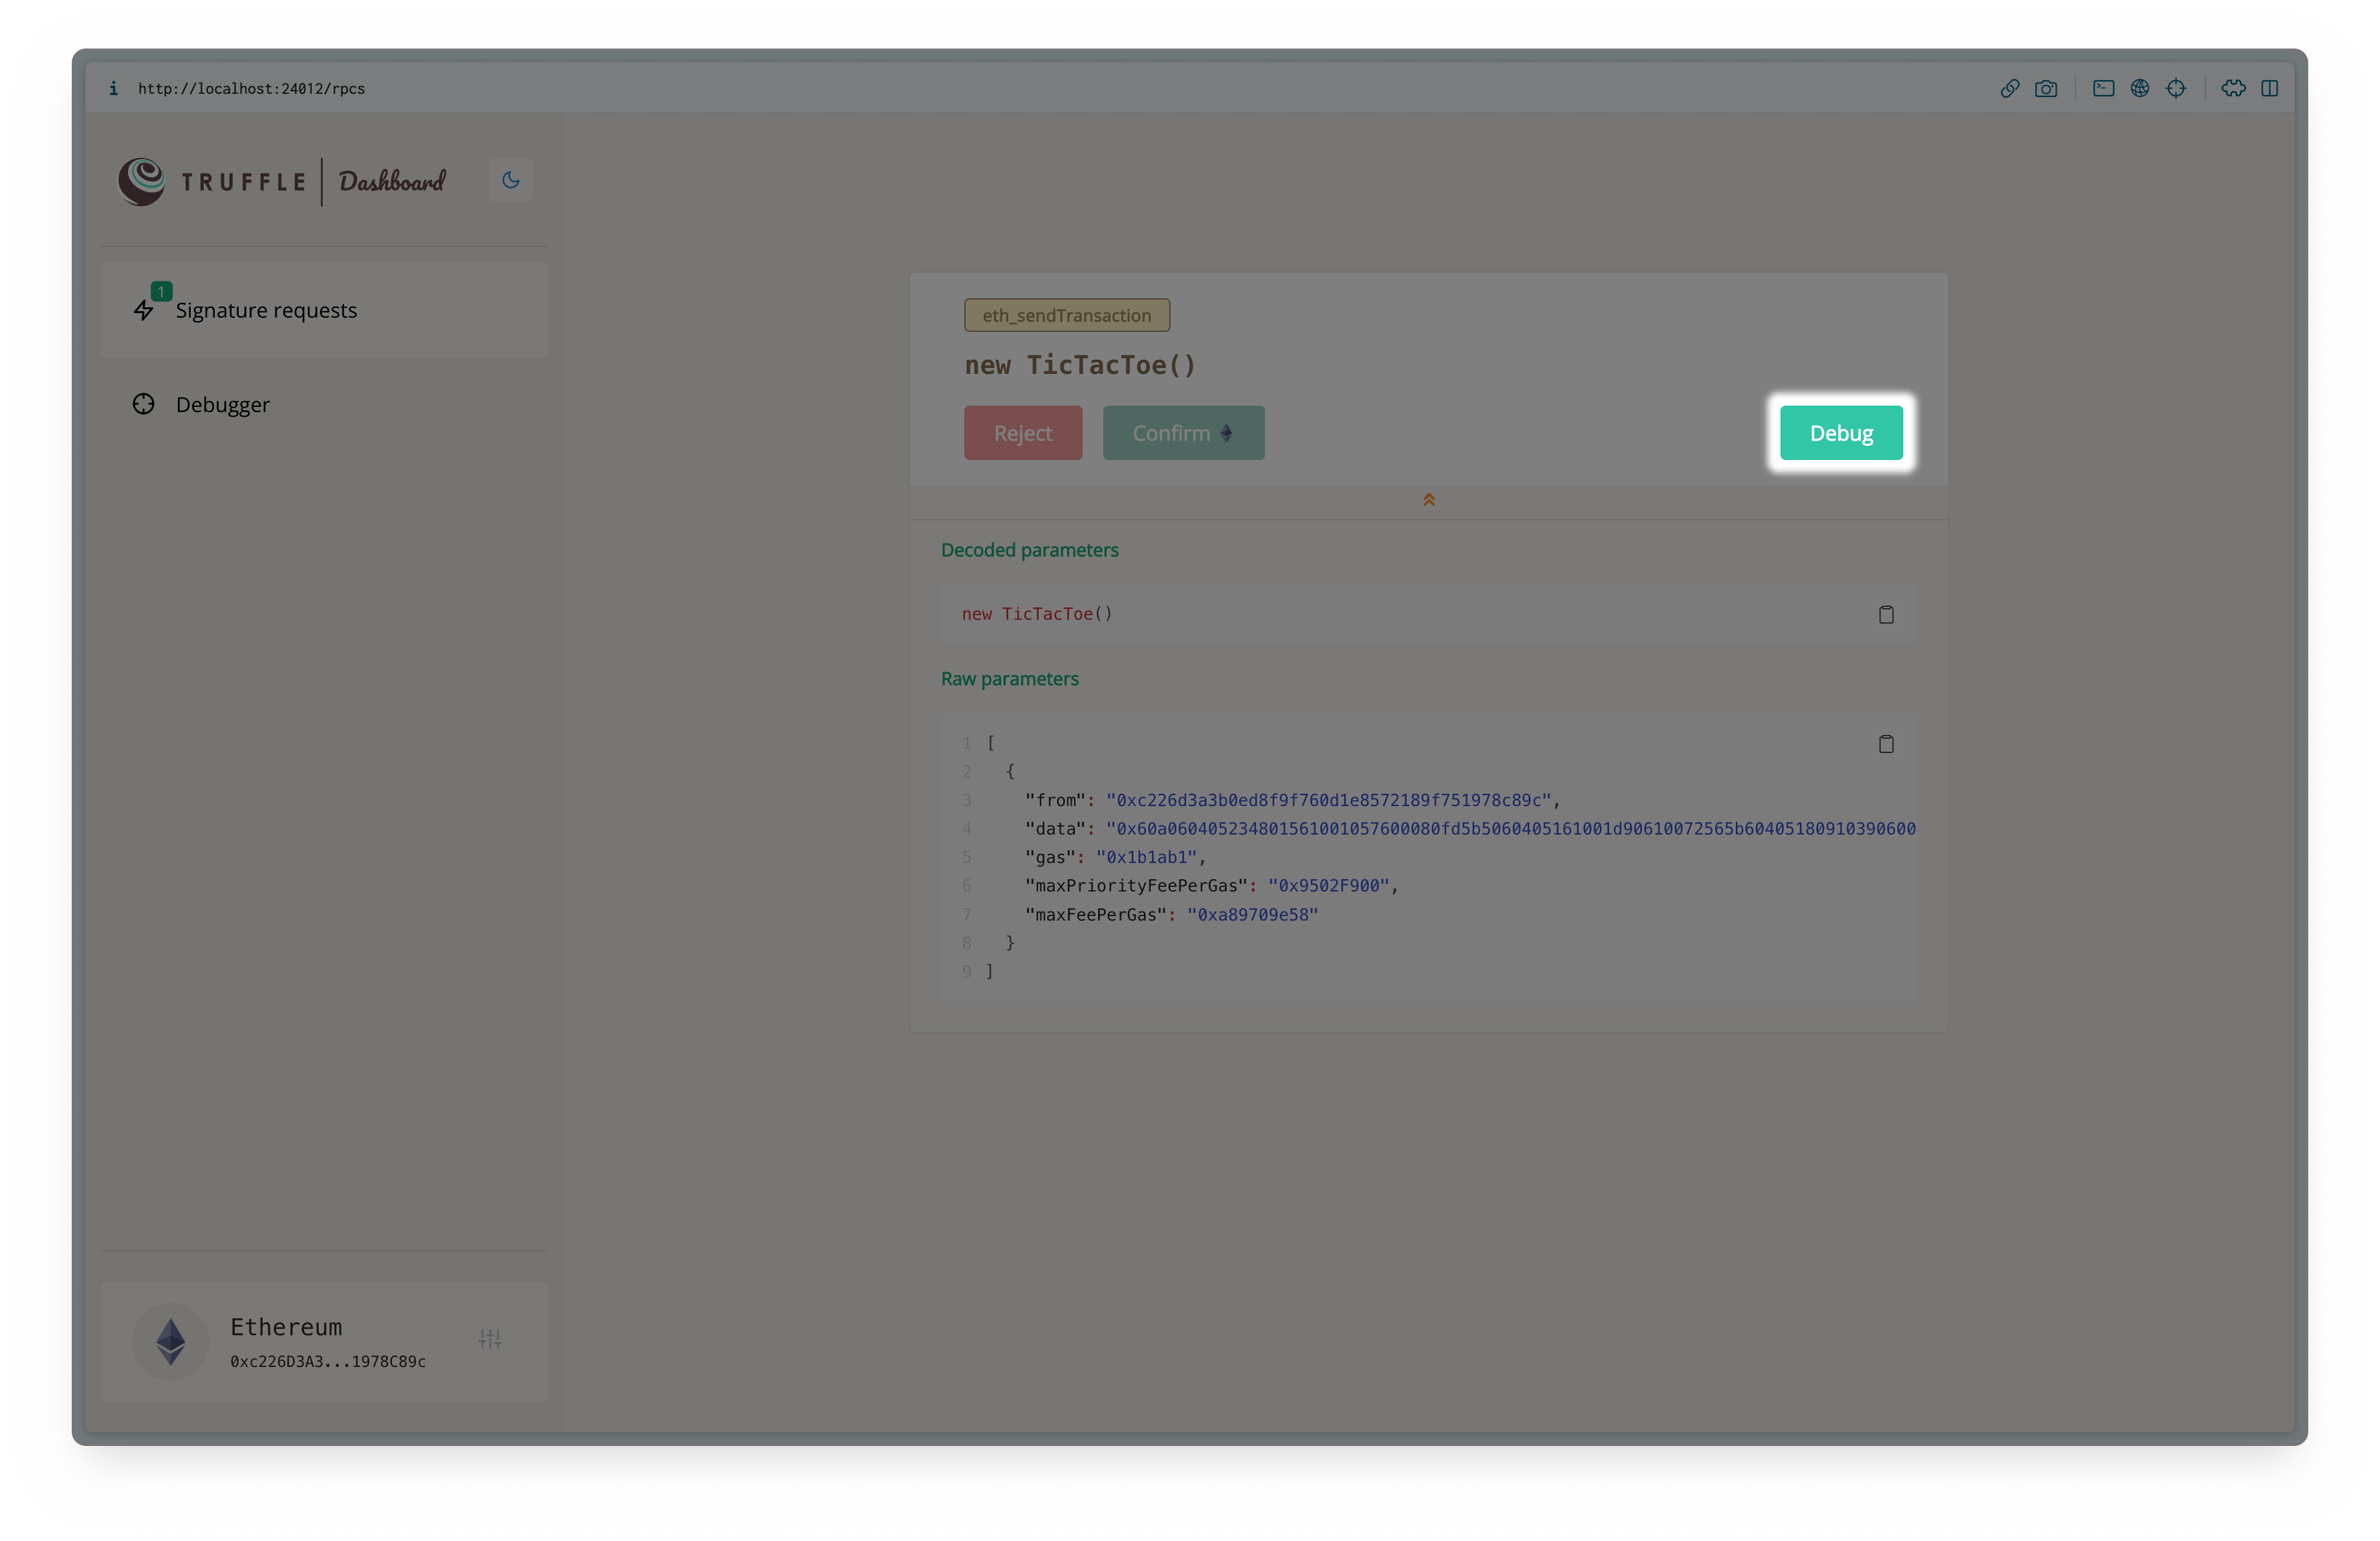 http://localhost:24012/rpcs
TRUFFLE Dashboard
1
Signature requests
Debugger
eth_sendTransaction
new TicTacToe()
Reject
Confirm
Debug
Decoded parameters
new TicTacToe()
Raw parameters
1 [
2 {
3 "from": "0xc226d3a3b0ed8f9f760d1e8572189f751978c89c",
4 "data": "0x60a060405234801561001057600080fd5b5060405161001d90610072565b60405180910390600
5 "gas": "0x1b1ab1",
6 "maxPriorityFeePerGas": "0x9502F900",
7 "maxFeePerGas": "0xa89709e58"
8 }
9 ]
Ethereum
0xc226D3A3...1978C89c